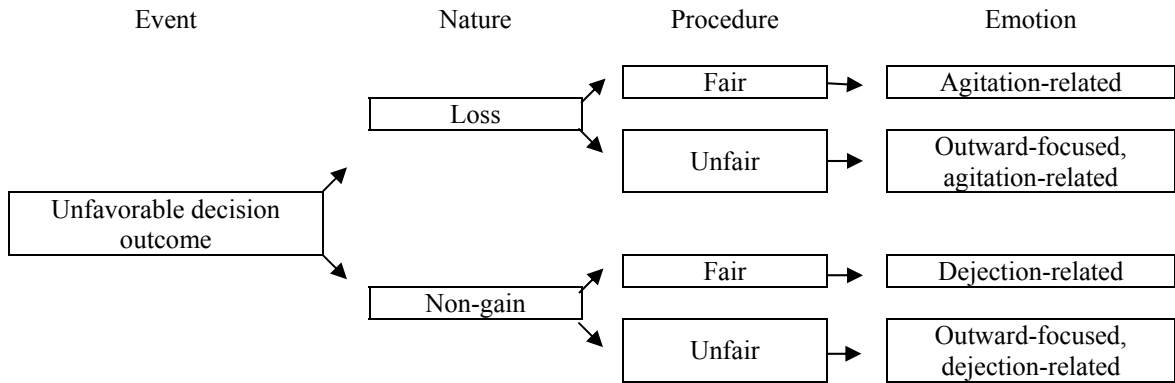 Event Nature Procedure Emotion
Fair Agitation-related
Loss
Unfair Outward-focused,
agitation-related
Unfavorable decision
outcome
Fair Dejection-related
Non-gain
Unfair Outward-focused,
dejection-related